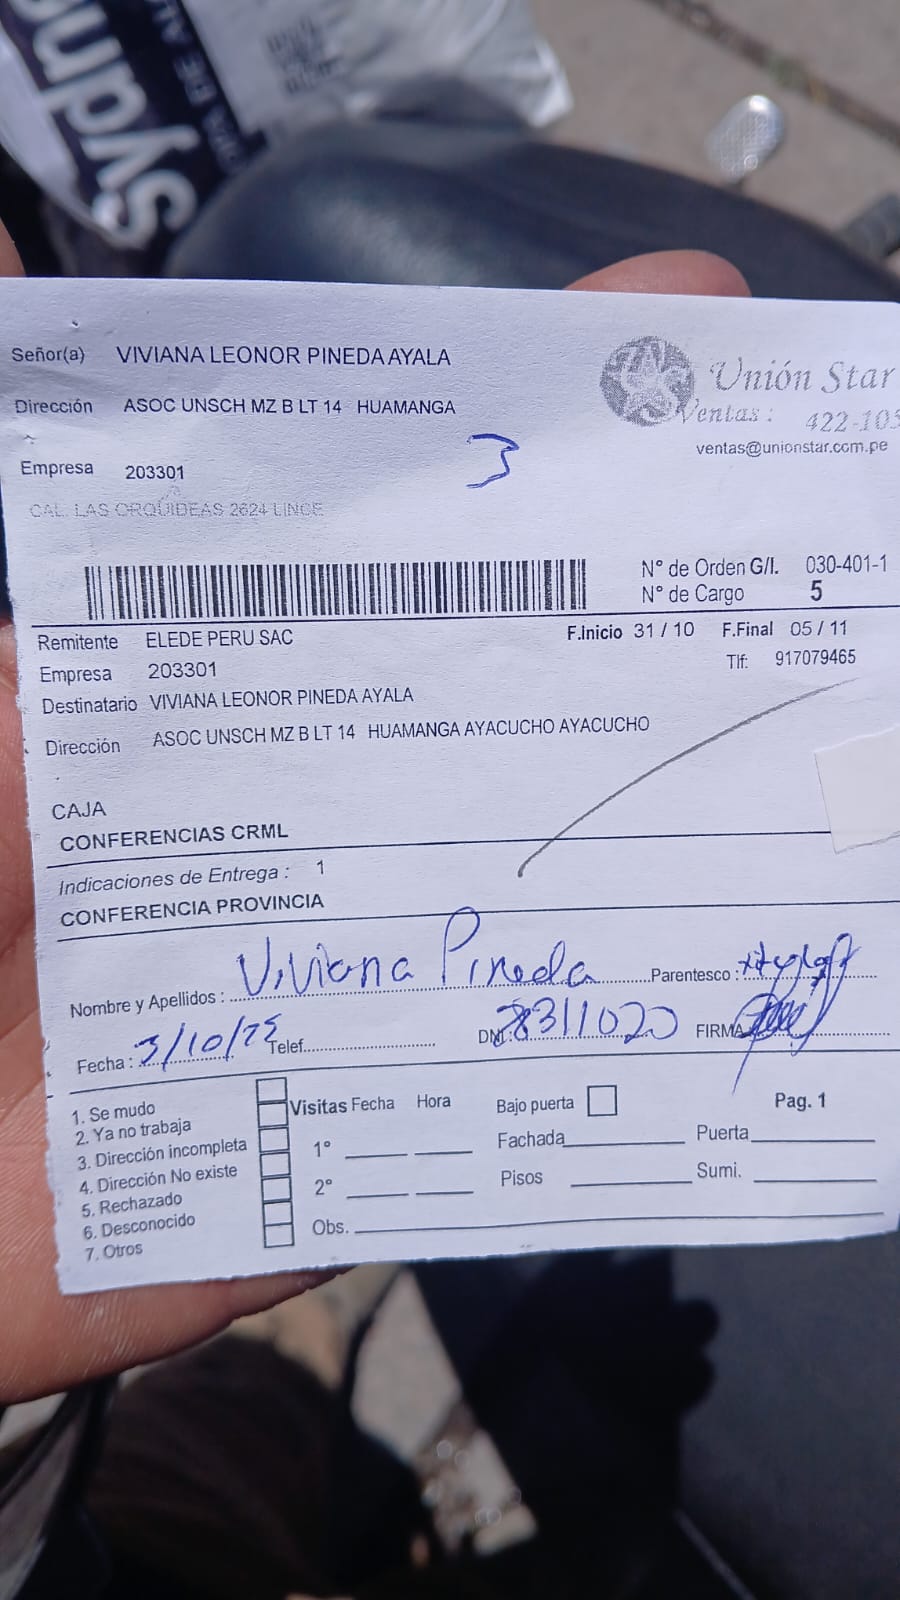 Syd
Señor(a) VIVIANA LEONOR PINEDA AYALA
Dirección ASOC UNSCH MZ B LT 14 HUAMANGA
Empresa 203301
CAL. LAS ORQUIDEAS 2624 LINCE
3
Unión Star
Ventas : 422-105
ventas@unionstar.com.pe
N° de Orden G/I. 030-401-1
N° de Cargo 5
Remitente ELEDE PERU SAC
F.Inicio 31 / 10 F.Final 05 / 11
Empresa 203301
Tlf: 917079465
Destinatario VIVIANA LEONOR PINEDA AYALA
Dirección ASOC UNSCH MZ B LT 14 HUAMANGA AYACUCHO AYACUCHO
CAJA
CONFERENCIAS CRML
Indicaciones de Entrega : 1
CONFERENCIA PROVINCIA
Nombre y Apellidos : Viviana Pineda Parentesco :
Fecha : 3/10/25 Telef. DNI: 28311020 FIRMA
1. Se mudo
2. Ya no trabaja
3. Dirección incompleta
4. Dirección No existe
5. Rechazado
6. Desconocido
7. Otros
Visitas Fecha Hora
1°
2°
Obs.
Bajo puerta
Fachada Puerta
Pisos Sumi.
Pag. 1